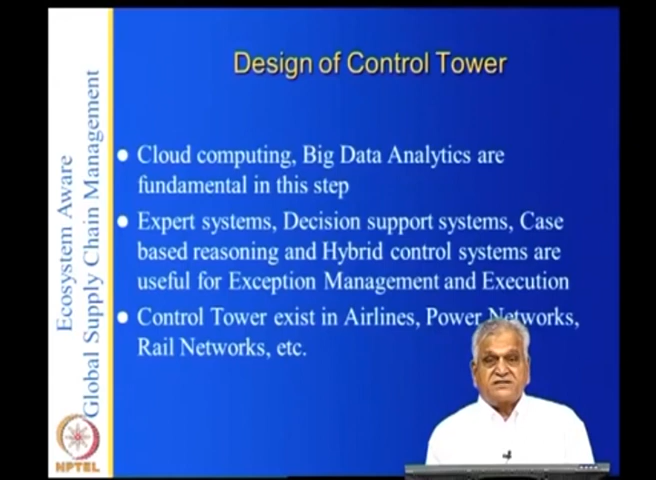 Design of Control Tower
Cloud computing, Big Data Analytics are
fundamental in this step
Expert systems, Decision support systems, Case
based reasoning and Hybrid control systems are
useful for Exception Management and Execution
Control Tower exist in Airlines, Power Networks,
Rail Networks, etc.
Ecosystem Aware
Global Supply Chain Management
NPTEL